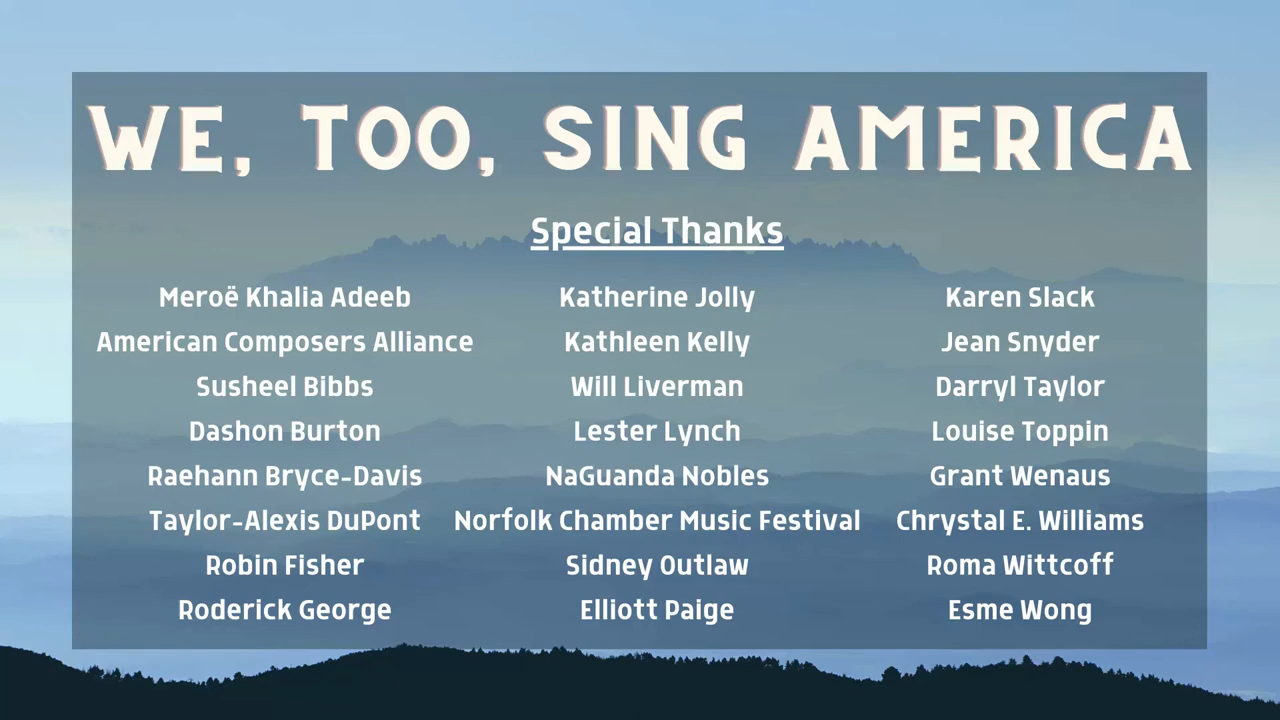 WE, TOO, SING AMERICA
Special Thanks
Meroë Khalia Adeeb
American Composers Alliance
Susheel Bibbs
Dashon Burton
Raehann Bryce-Davis
Taylor-Alexis DuPont
Robin Fisher
Roderick George
Katherine Jolly
Kathleen Kelly
Will Liverman
Lester Lynch
NaGuanda Nobles
Norfolk Chamber Music Festival
Sidney Outlaw
Elliott Paige
Karen Slack
Jean Snyder
Darryl Taylor
Louise Toppin
Grant Wenaus
Chrystal E. Williams
Roma Wittcoff
Esme Wong